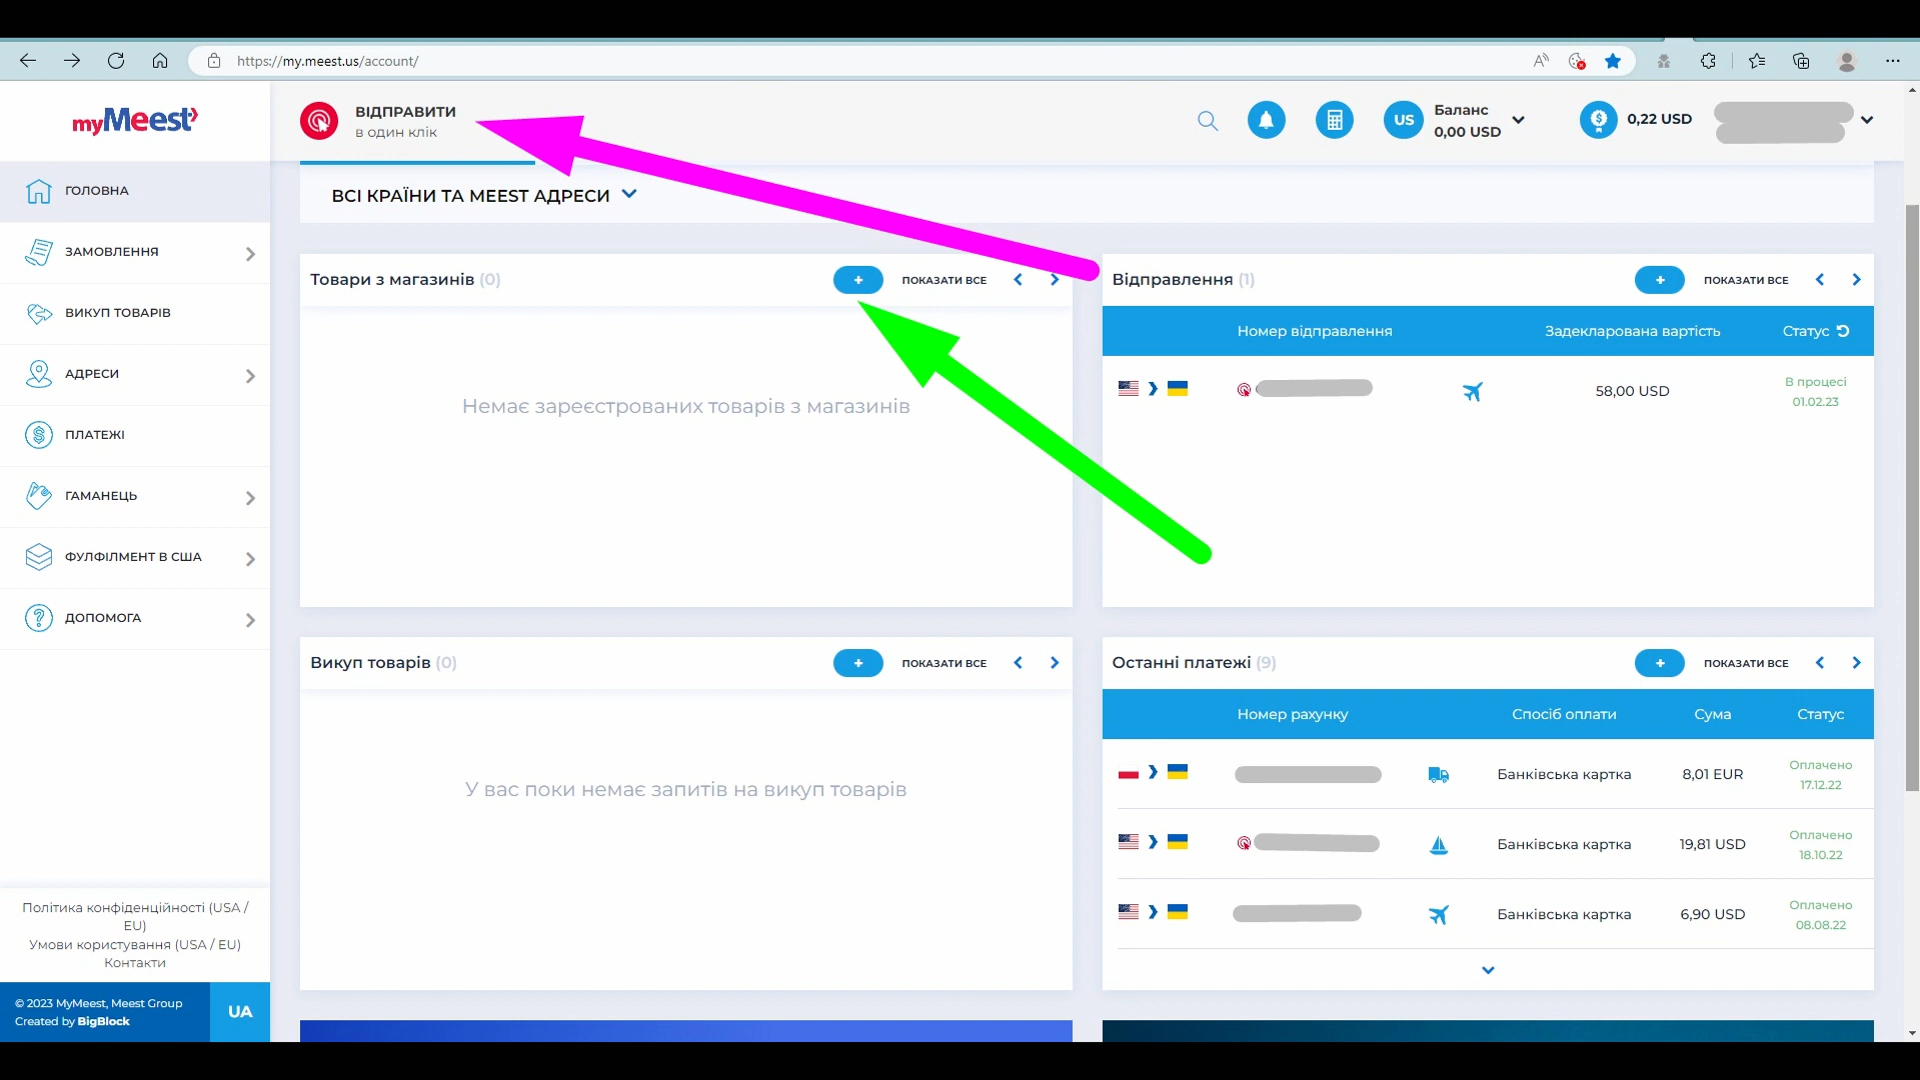 https://my.meest.us/account/
myMeest
ВІДПРАВИТИ
в один клік
US
Баланс
0,00 USD
0,22 USD
ГОЛОВНА
ЗАМОВЛЕННЯ
ВИКУП ТОВАРІВ
АДРЕСИ
ПЛАТЕЖІ
ГАМАНЕЦЬ
ФУЛФІЛМЕНТ В США
ДОПОМОГА
Політика конфіденційності (USA /
EU)
Умови користування (USA / EU)
Контакти
© 2023 MyMeest, Meest Group
Created by BigBlock
UA
ВСІ КРАЇНИ ТА MEEST АДРЕСИ
Товари з магазинів (0)
+ ПОКАЗАТИ ВСЕ
Немає зареєстрованих товарів з магазинів
Відправлення (1)
+ ПОКАЗАТИ ВСЕ
Номер відправлення Задекларована вартість Статус
58,00 USD В процесі
01.02.23
Викуп товарів (0)
+ ПОКАЗАТИ ВСЕ
У вас поки немає запитів на викуп товарів
Останні платежі (9)
+ ПОКАЗАТИ ВСЕ
Номер рахунку Спосіб оплати Сума Статус
Банківська картка 8,01 EUR Оплачено
17.12.22
Банківська картка 19,81 USD Оплачено
18.10.22
Банківська картка 6,90 USD Оплачено
08.08.22